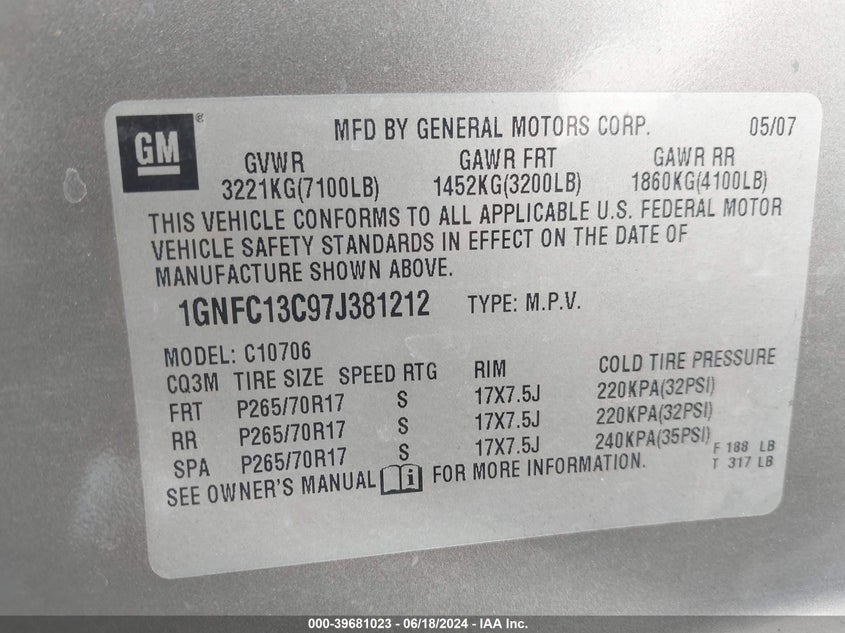 GM ®
MFD BY GENERAL MOTORS CORP. 05/07
GVWR GAWR FRT GAWR RR
3221KG(7100LB) 1452KG(3200LB) 1860KG(4100LB)
THIS VEHICLE CONFORMS TO ALL APPLICABLE U.S. FEDERAL MOTOR
VEHICLE SAFETY STANDARDS IN EFFECT ON THE DATE OF
MANUFACTURE SHOWN ABOVE.
1GNFC13C97J381212 TYPE: M.P.V.
MODEL: C10706
CQ3M TIRE SIZE SPEED RTG RIM COLD TIRE PRESSURE
FRT P265/70R17 S 17X7.5J 220KPA(32PSI)
RR P265/70R17 S 17X7.5J 220KPA(32PSI)
SPA P265/70R17 S 17X7.5J 240KPA(35PSI) F 188 LB
T 317 LB
SEE OWNER'S MANUAL i FOR MORE INFORMATION.
000-39681023 - 06/18/2024 - IAA Inc.